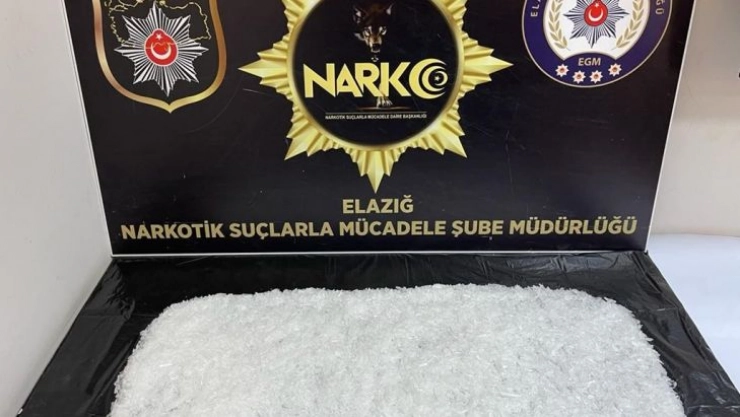 NARKO
NARKOTİK SUÇLARLA MÜCADELE DAİRE BAŞKANLIĞI
EGM
ELAZIĞ
NARKOTİK SUÇLARLA MÜCADELE ŞUBE MÜDÜRLÜĞÜ